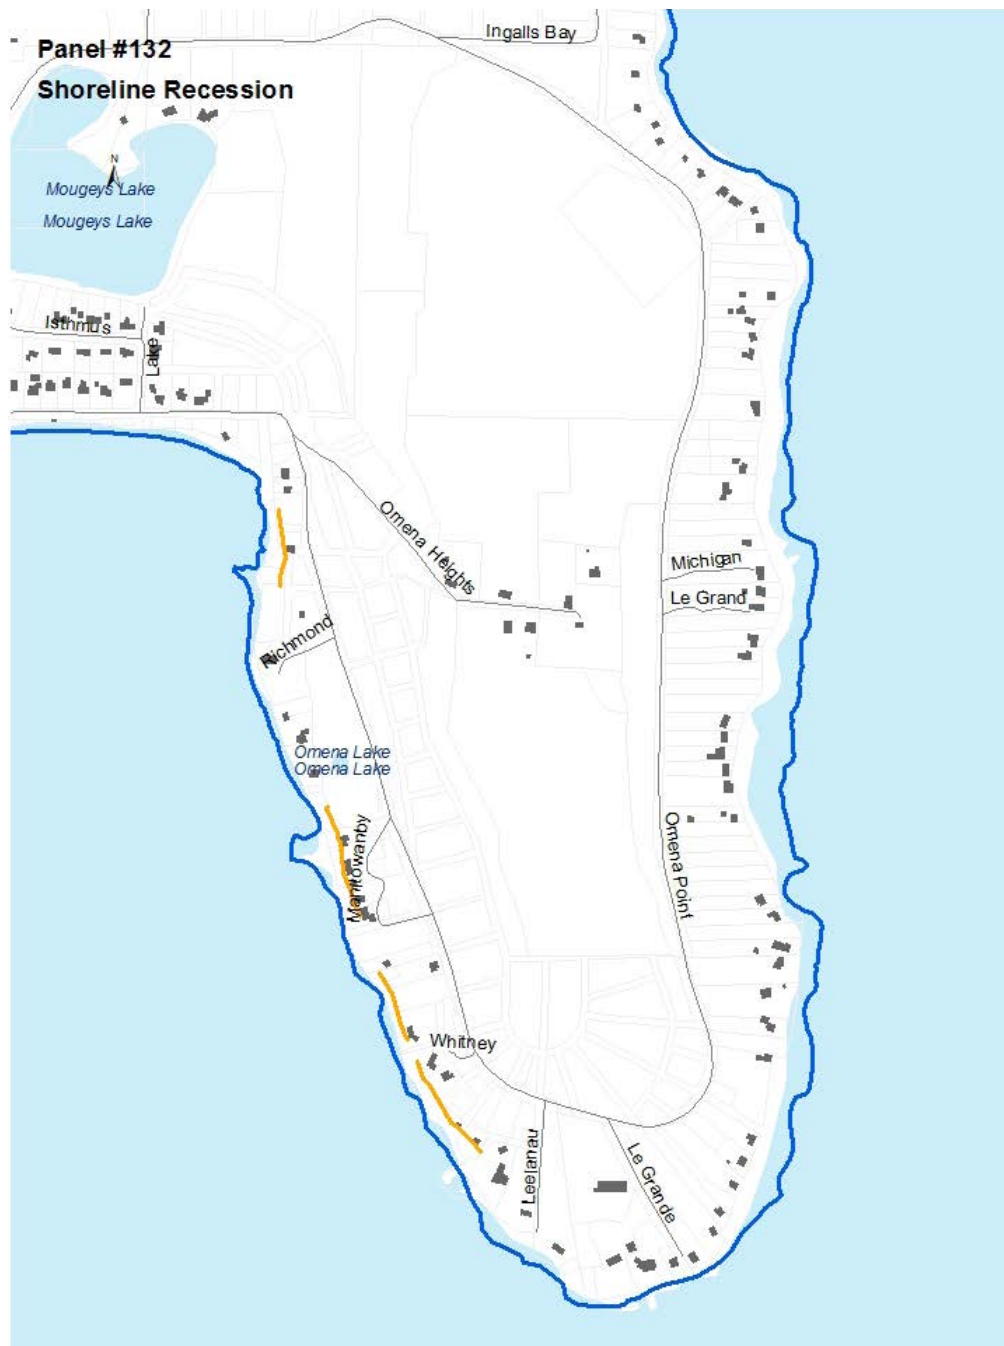 Ingalls Bay
Panel #132
Shoreline Recession
N
Mougeys Lake
Mougeys Lake
Isthmus
Lake
Omena Heights
Michigan
Le Grand
Richmond
Omena Lake
Omena Lake
Manitowanby
Omena Point
Whitney
Leelanau
Le Grande